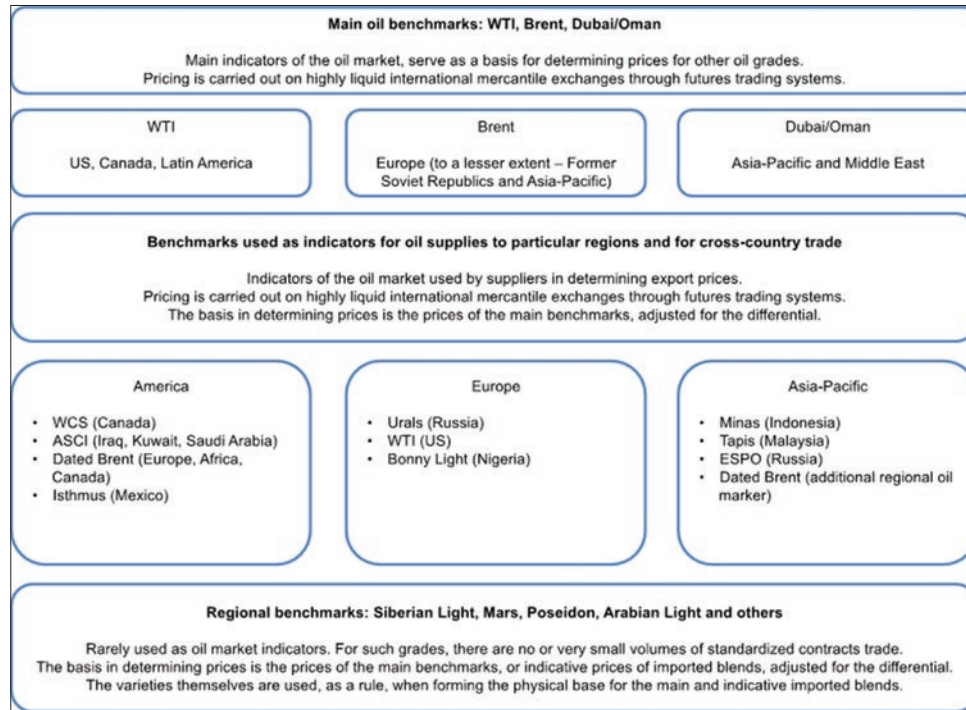 Main oil benchmarks: WTI, Brent, Dubai/Oman
Main indicators of the oil market, serve as a basis for determining prices for other oil grades.
Pricing is carried out on highly liquid international mercantile exchanges through futures trading systems.
WTI
US, Canada, Latin America
Brent
Europe (to a lesser extent – Former
Soviet Republics and Asia-Pacific)
Dubai/Oman
Asia-Pacific and Middle East
Benchmarks used as indicators for oil supplies to particular regions and for cross-country trade
Indicators of the oil market used by suppliers in determining export prices.
Pricing is carried out on highly liquid international mercantile exchanges through futures trading systems.
The basis in determining prices is the prices of the main benchmarks, adjusted for the differential.
America
• WCS (Canada)
• ASCI (Iraq, Kuwait, Saudi Arabia)
• Dated Brent (Europe, Africa,
Canada)
• Isthmus (Mexico)
Europe
• Urals (Russia)
• WTI (US)
• Bonny Light (Nigeria)
Asia-Pacific
• Minas (Indonesia)
• Tapis (Malaysia)
• ESPO (Russia)
• Dated Brent (additional regional oil
marker)
Regional benchmarks: Siberian Light, Mars, Poseidon, Arabian Light and others
Rarely used as oil market indicators. For such grades, there are no or very small volumes of standardized contracts trade.
The basis in determining prices is the prices of the main benchmarks, or indicative prices of imported blends, adjusted for the differential.
The varieties themselves are used, as a rule, when forming the physical base for the main and indicative imported blends.